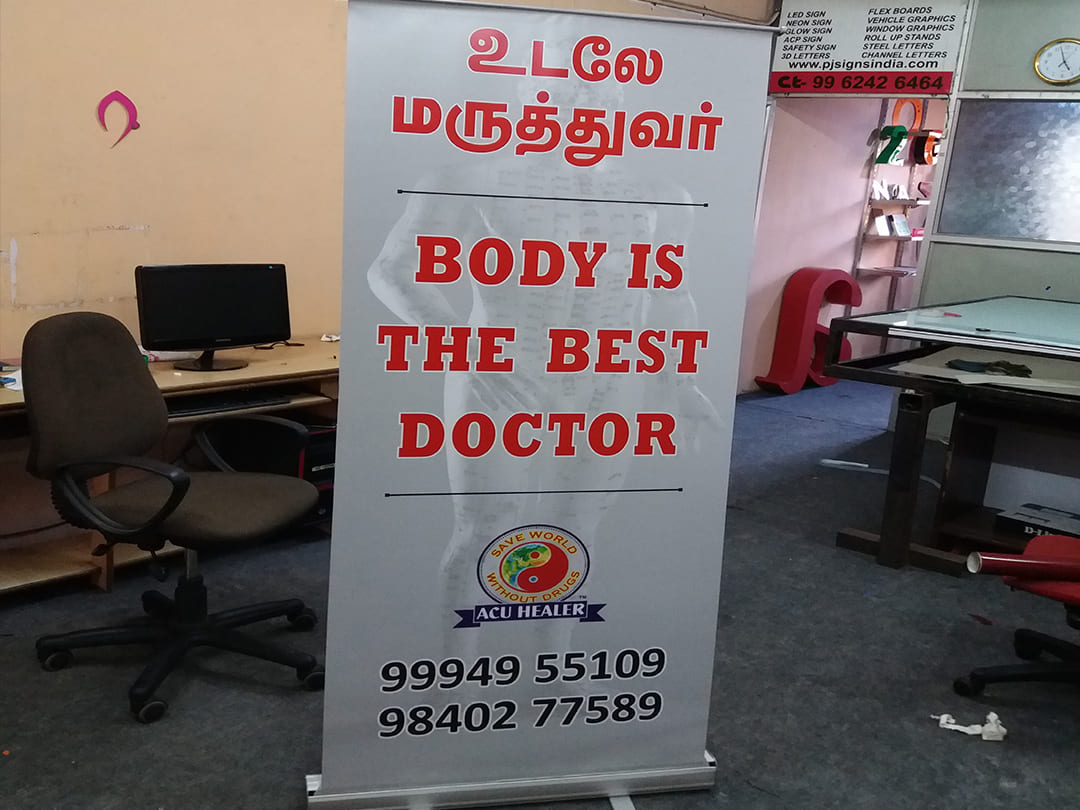 உடலே
மருத்துவர்
BODY IS
THE BEST
DOCTOR
SAVE WORLD
WITHOUT DRUGS
TM
ACU HEALER
99949 55109
98402 77589
LED SIGN
NEON SIGN
GLOW SIGN
ACP SIGN
SAFETY SIGN
3D LETTERS
FLEX BOARDS
VEHICLE GRAPHICS
WINDOW GRAPHICS
ROLL UP STANDS
STEEL LETTERS
CHANNEL LETTERS
www.pjsignsindia.com
Ct- 99 6242 6464